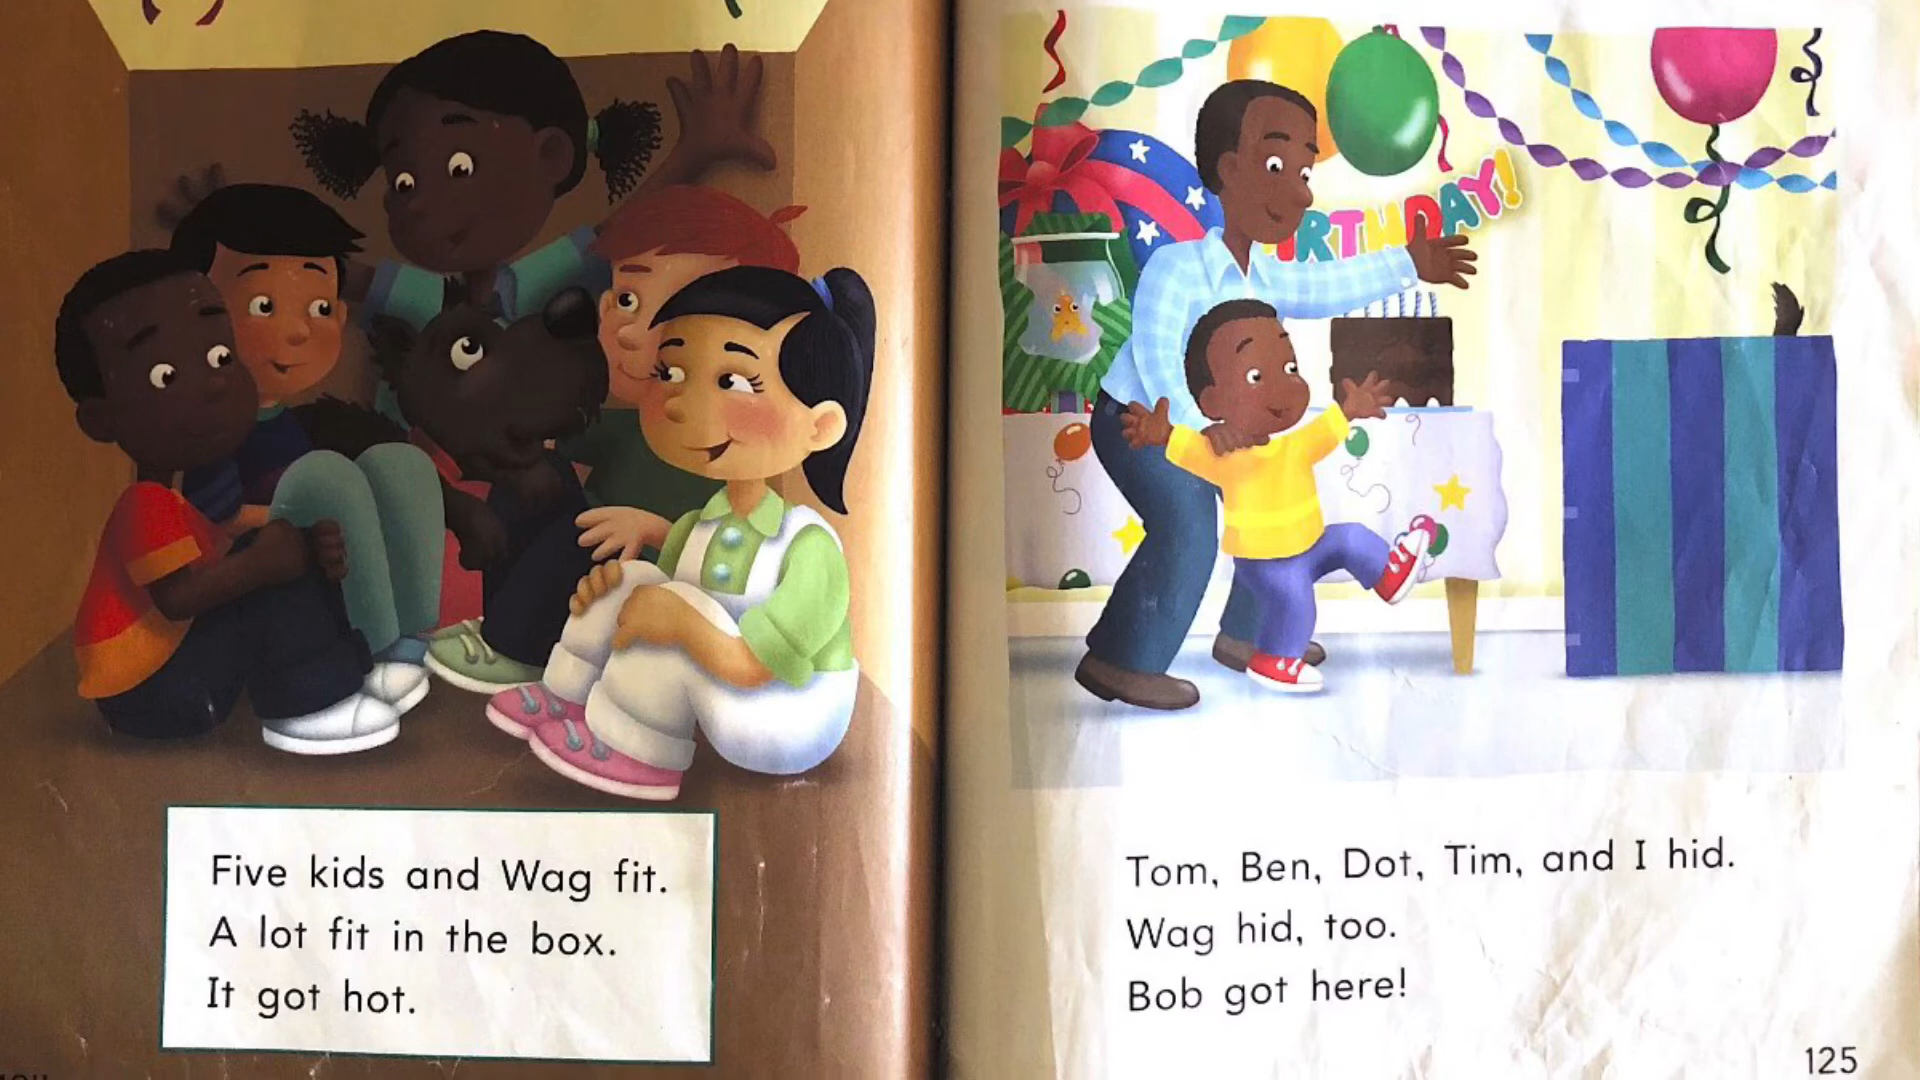 Five kids and Wag fit.
A lot fit in the box.
It got hot.
BIRTHDAY!
Tom, Ben, Dot, Tim, and I hid.
Wag hid, too.
Bob got here!
125